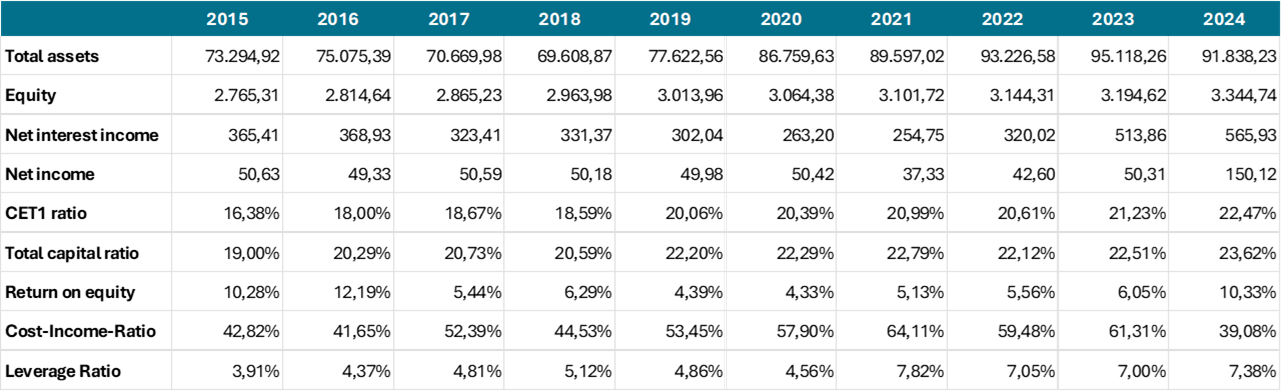 2015 2016 2017 2018 2019 2020 2021 2022 2023 2024
Total assets 73.294,92 75.075,39 70.669,98 69.608,87 77.622,56 86.759,63 89.597,02 93.226,58 95.118,26 91.838,23
Equity 2.765,31 2.814,64 2.865,23 2.963,98 3.013,96 3.064,38 3.101,72 3.144,31 3.194,62 3.344,74
Net interest income 365,41 368,93 323,41 331,37 302,04 263,20 254,75 320,02 513,86 565,93
Net income 50,63 49,33 50,59 50,18 49,98 50,42 37,33 42,60 50,31 150,12
CET1 ratio 16,38% 18,00% 18,67% 18,59% 20,06% 20,39% 20,99% 20,61% 21,23% 22,47%
Total capital ratio 19,00% 20,29% 20,73% 20,59% 22,20% 22,29% 22,79% 22,12% 22,51% 23,62%
Return on equity 10,28% 12,19% 5,44% 6,29% 4,39% 4,33% 5,13% 5,56% 6,05% 10,33%
Cost-Income-Ratio 42,82% 41,65% 52,39% 44,53% 53,45% 57,90% 64,11% 59,48% 61,31% 39,08%
Leverage Ratio 3,91% 4,37% 4,81% 5,12% 4,86% 4,56% 7,82% 7,05% 7,00% 7,38%